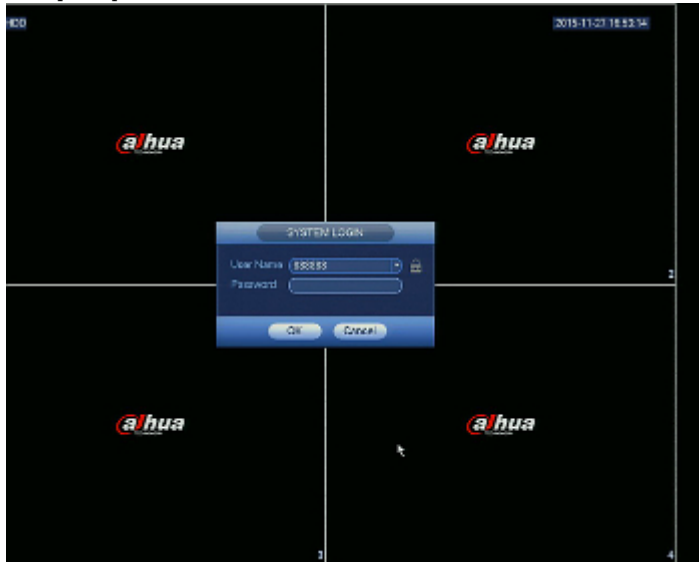 HDD
2015-11-27 16:53:14
alhua
alhua
SYSTEM LOGIN
User Name
888888
Password
2
OK
Cancel
alhua
alhua
3
4